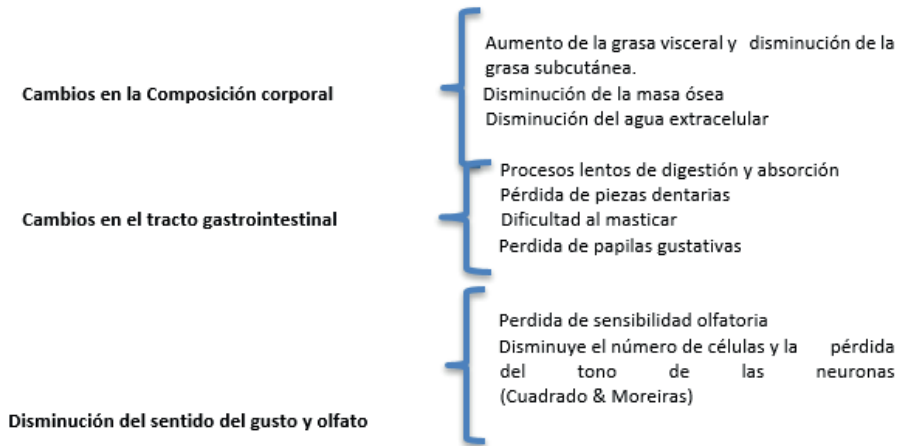 Cambios en la Composición corporal
Aumento de la grasa visceral y disminución de la
grasa subcutánea.
Disminución de la masa ósea
Disminución del agua extracelular
Cambios en el tracto gastrointestinal
Procesos lentos de digestión y absorción
Pérdida de piezas dentarias
Dificultad al masticar
Perdida de papilas gustativas
Disminución del sentido del gusto y olfato
Perdida de sensibilidad olfatoria
Disminuye el número de células y la pérdida
del tono de las neuronas
(Cuadrado & Moreiras)